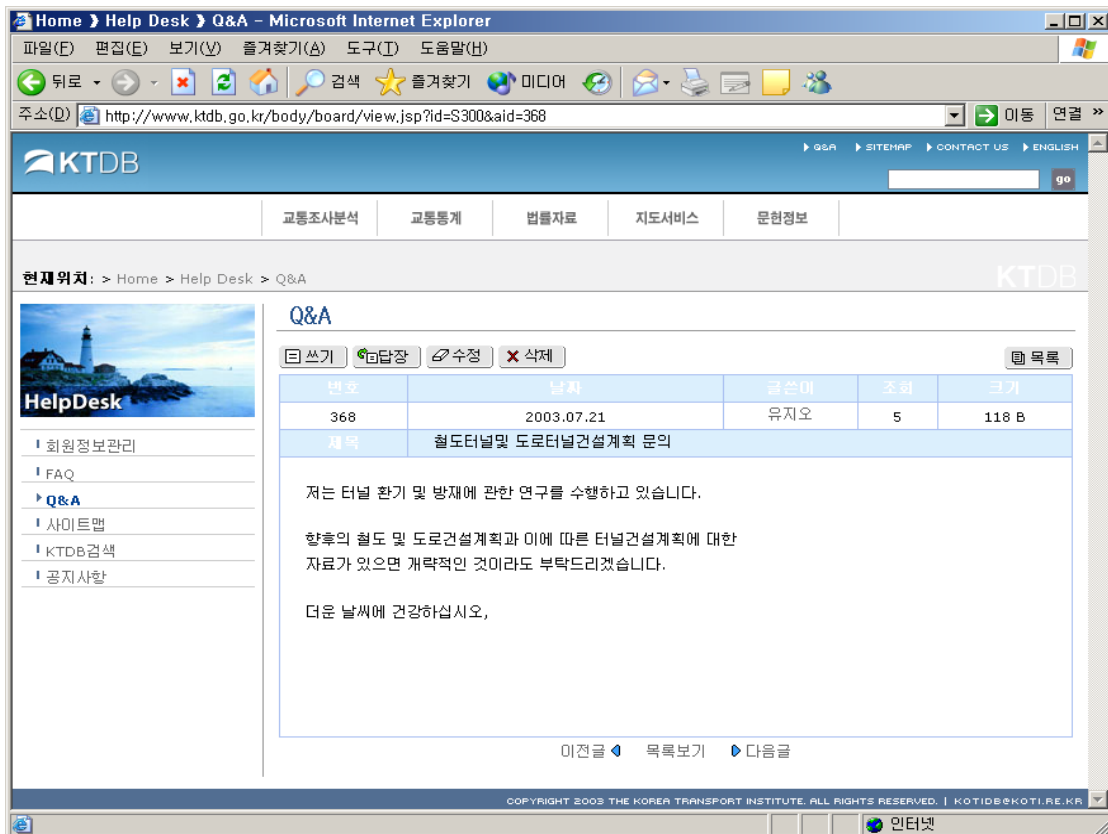 Home ❯ Help Desk ❯ Q&A - Microsoft Internet Explorer
파일(F) 편집(E) 보기(V) 즐겨찾기(A) 도구(T) 도움말(H)
뒤로 검색 즐겨찾기 미디어
주소(D) http://www.ktdb.go.kr/body/board/view.jsp?id=S300&aid=368 이동 연결 »
Q&A SITEMAP CONTACT US ENGLISH
KTDB
go
교통조사분석 교통통계 법률자료 지도서비스 문헌정보
현재위치: > Home > Help Desk > Q&A
KTDB
Q&A
쓰기 답장 수정 삭제 목록
HelpDesk
회원정보관리
FAQ
Q&A
사이트맵
KTDB검색
공지사항
번호 날짜 글쓴이 조회 크기
368 2003.07.21 유지오 5 118 B
제목 철도터널및 도로터널건설계획 문의
저는 터널 환기 및 방재에 관한 연구를 수행하고 있습니다.
향후의 철도 및 도로건설계획과 이에 따른 터널건설계획에 대한
자료가 있으면 개략적인 것이라도 부탁드리겠습니다.
더운 날씨에 건강하십시오,
이전글 목록보기 다음글
COPYRIGHT 2003 THE KOREA TRANSPORT INSTITUTE. ALL RIGHTS RESERVED. | KOTIDB@KOTI.RE.KR
인터넷